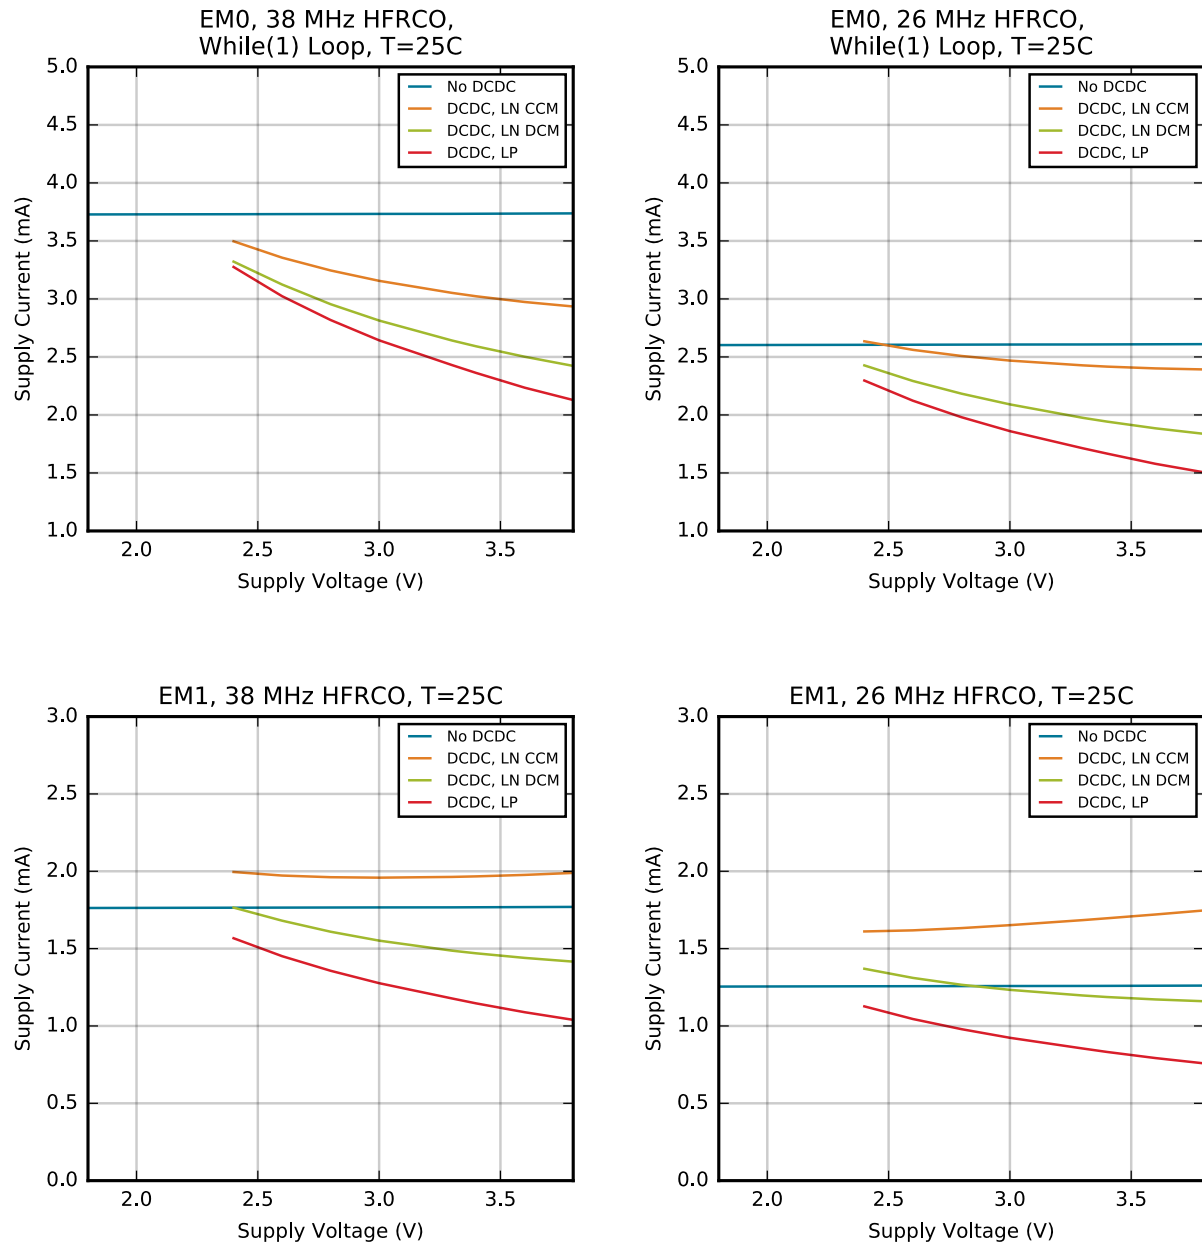 EM0, 38 MHz HFRCO,
While(1) Loop, T=25C
5.0
4.5
4.0
3.5
3.0
2.5
2.0
1.5
1.0
Supply Current (mA)
No DCDC
DCDC, LN CCM
DCDC, LN DCM
DCDC, LP
2.0 2.5 3.0 3.5
Supply Voltage (V)
EM0, 26 MHz HFRCO,
While(1) Loop, T=25C
5.0
4.5
4.0
3.5
3.0
2.5
2.0
1.5
1.0
Supply Current (mA)
No DCDC
DCDC, LN CCM
DCDC, LN DCM
DCDC, LP
2.0 2.5 3.0 3.5
Supply Voltage (V)
EM1, 38 MHz HFRCO, T=25C
3.0
2.5
2.0
1.5
1.0
0.5
0.0
Supply Current (mA)
No DCDC
DCDC, LN CCM
DCDC, LN DCM
DCDC, LP
2.0 2.5 3.0 3.5
Supply Voltage (V)
EM1, 26 MHz HFRCO, T=25C
3.0
2.5
2.0
1.5
1.0
0.5
0.0
Supply Current (mA)
No DCDC
DCDC, LN CCM
DCDC, LN DCM
DCDC, LP
2.0 2.5 3.0 3.5
Supply Voltage (V)